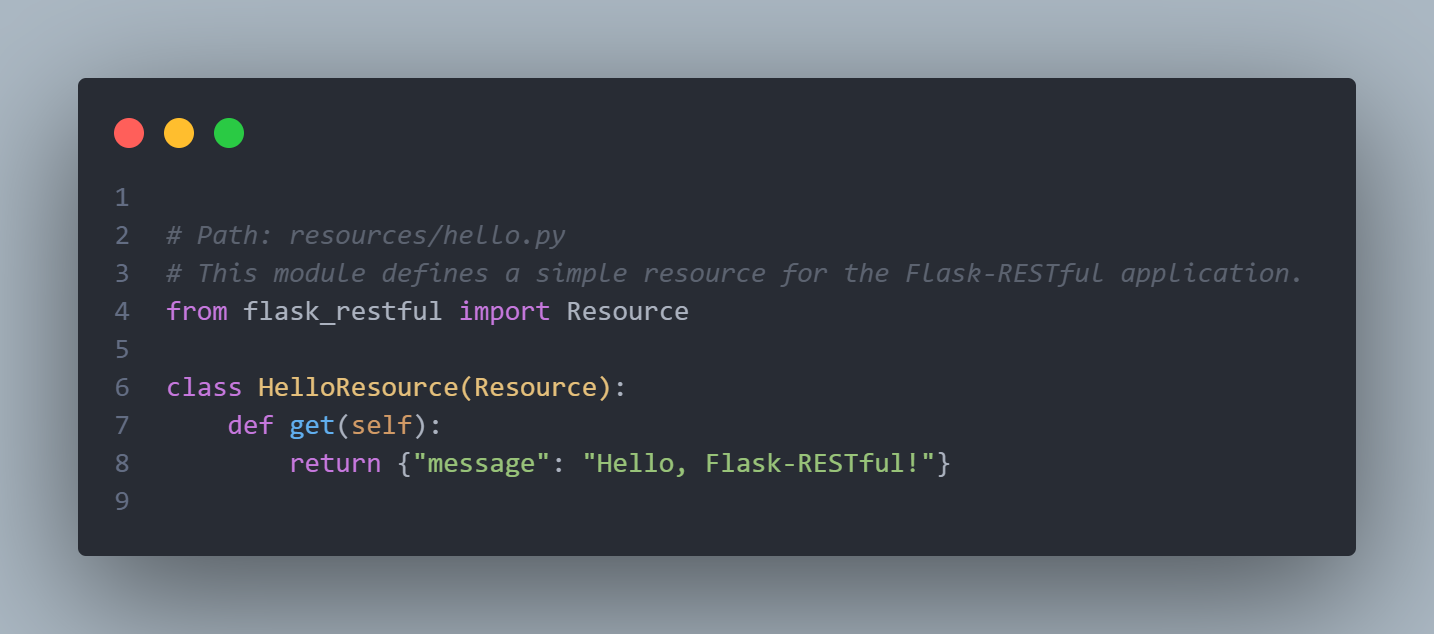 1
2 # Path: resources/hello.py
3 # This module defines a simple resource for the Flask-RESTful application.
4 from flask_restful import Resource
5
6 class HelloResource(Resource):
7     def get(self):
8         return {"message": "Hello, Flask-RESTful!"}
9